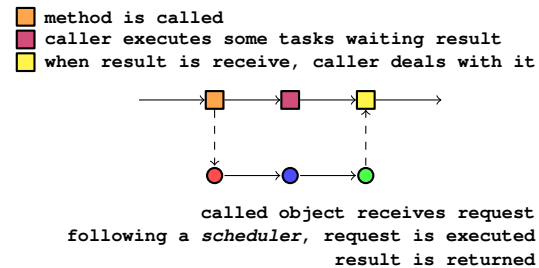 method is called
caller executes some tasks waiting result
when result is receive, caller deals with it
called object receives request
following a scheduler, request is executed
result is returned